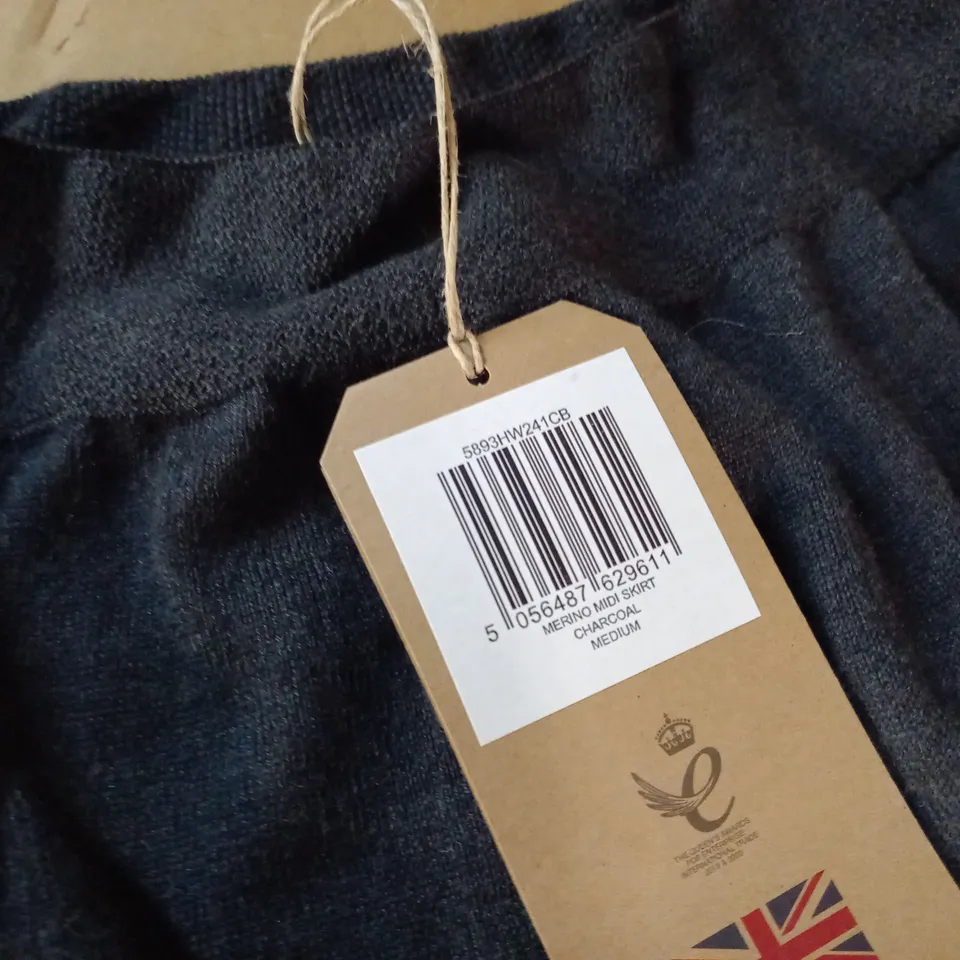 5893HW241CB
5 056487 629611
MERINO MIDI SKIRT
CHARCOAL
MEDIUM
THE QUEEN'S AWARDS
FOR ENTERPRISE:
INTERNATIONAL TRADE